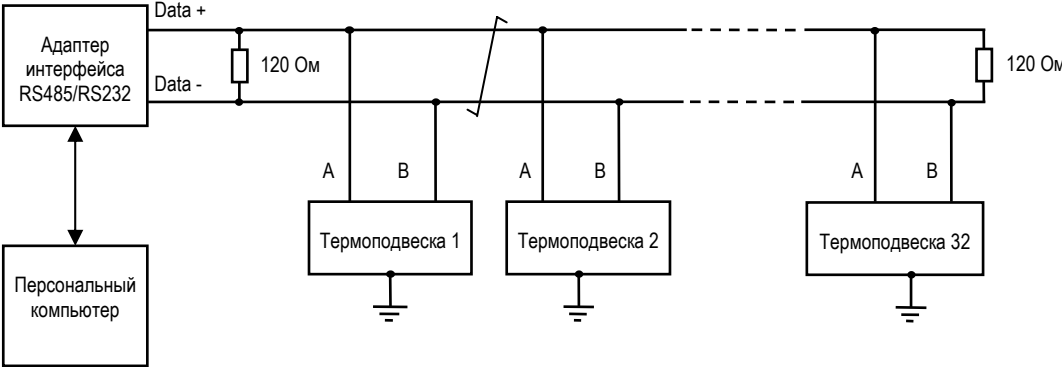 Data +
Адаптер
интерфейса
RS485/RS232
120 Ом
120 Ом
Data -
A
B
A
B
A
B
Термоподвеска 1
Термоподвеска 2
Термоподвеска 32
Персональный
компьютер